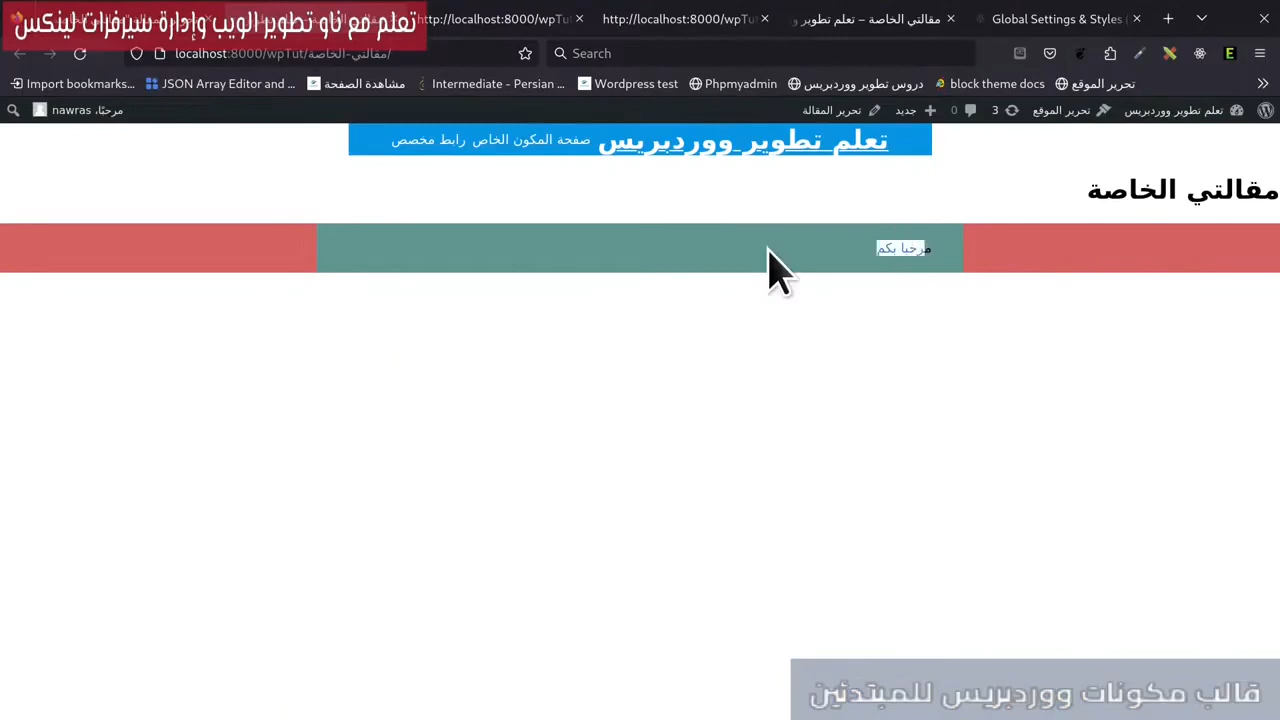 تعلم مع ناو تطوير الويب وإدارة سيرفرات لينكس
http://localhost:8000/wpTut
http://localhost:8000/wpTut
مقالتي الخاصة – تعلم تطوير و
Global Setting & Styles (
localhost:8000/wpTut/مقالتي-الخاصة/
Search
Import bookmarks...
JSON Array Editor and ...
مشاهدة الصفحة
Intermediate - Persian ...
Wordpress test
Phpmyadmin
دروس تطوير ووردبريس
block theme docs
تحرير الموقع
تعلم تطوير ووردبريس
تحرير الموقع
3
0
جديد
تحرير المقالة
مرحبًا، nawras
تعلم تطوير ووردبريس صفحة المكون الخاص رابط مخصص
مقالتي الخاصة
مرحبا بكم
قالب مكونات ووردبريس للمبتدئين